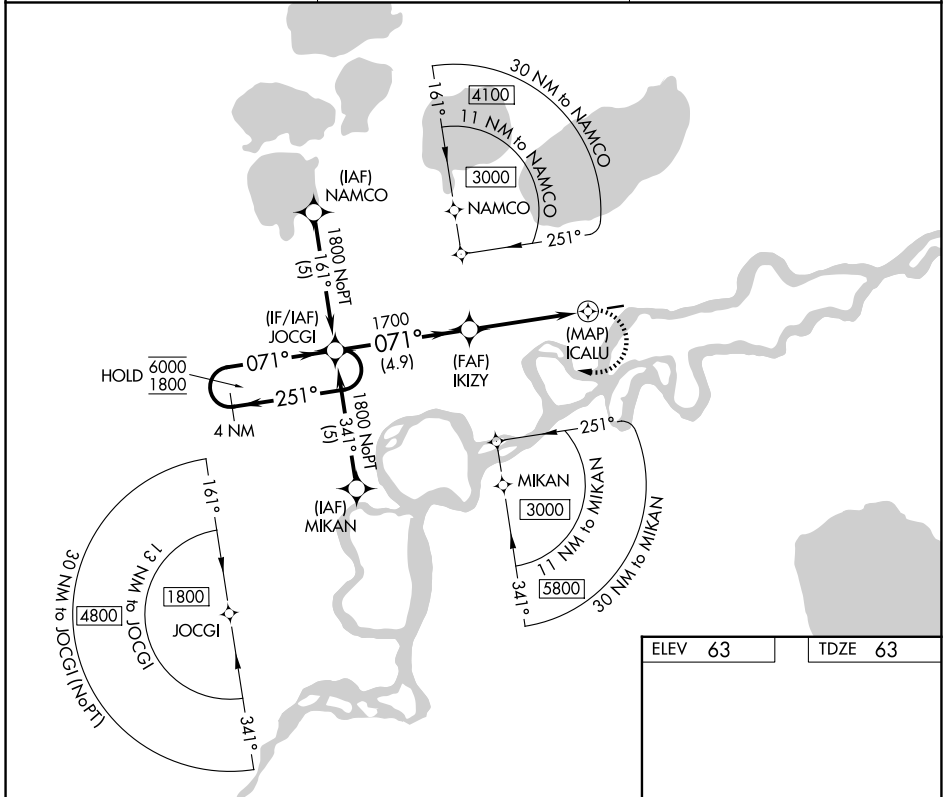 30 NM to NAMCO
161°
4100
11 NM to NAMCO
3000
NAMCO
251°
(IAF)
NAMCO
1800 NoPT
161°
(5)
(IF/IAF)
JOCGI
1700
071°
(4.9)
(FAF)
IKIZY
(MAP)
ICALU
HOLD
6000
1800
071°
251°
4 NM
1800 NoPT
341°
(5)
(IAF)
MIKAN
251°
MIKAN
3000
11 NM to MIKAN
341°
5800
30 NM to MIKAN
161°
13 NM to JOCGI
1800
4800
JOCGI
30 NM to JOCGI (NoPT)
341°
ELEV 63
TDZE 63